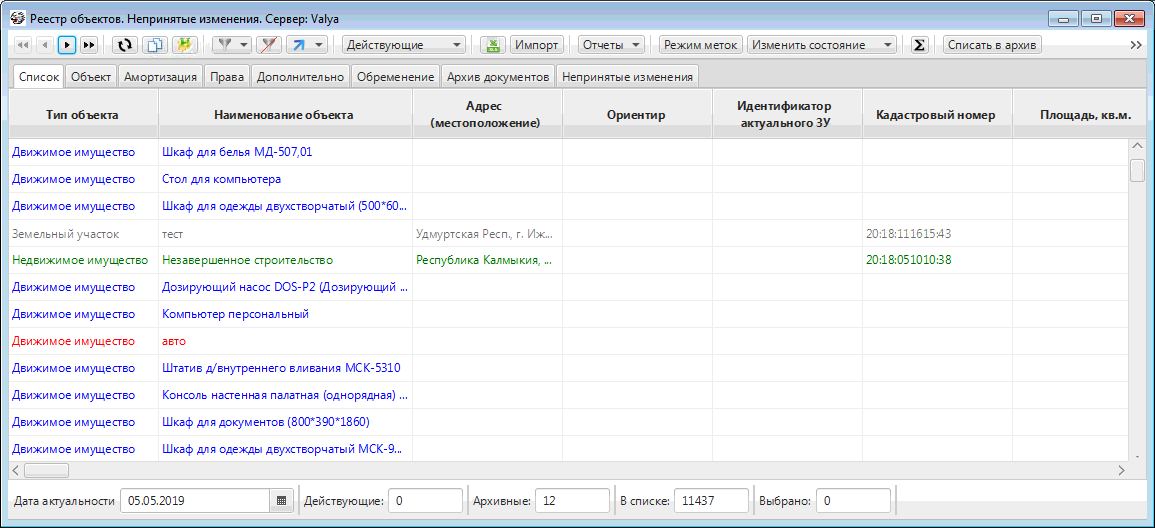 Реестр объектов. Непринятые изменения. Сервер: Valya
Действующие Импорт Отчеты Режим меток Изменить состояние Σ Списать в архив
Список Объект Амортизация Права Дополнительно Обременение Архив документов Непринятые изменения
Тип объекта Наименование объекта Адрес (местоположение) Ориентир Идентификатор актуального ЗУ Кадастровый номер Площадь, кв.м.
Движимое имущество Шкаф для белья МД-507,01
Движимое имущество Стол для компьютера
Движимое имущество Шкаф для одежды двухстворчатый (500*60...
Земельный участок тест Удмуртская Респ., г. Иж... 20:18:111615:43
Недвижимое имущество Незавершенное строительство Республика Калмыкия, ... 20:18:051010:38
Движимое имущество Дозирующий насос DOS-P2 (Дозирующий ...
Движимое имущество Компьютер персональный
Движимое имущество авто
Движимое имущество Штатив д/внутреннего вливания МСК-5310
Движимое имущество Консоль настенная палатная (однорядная) ...
Движимое имущество Шкаф для документов (800*390*1860)
Движимое имущество Шкаф для одежды двухстворчатый МСК-9...
Дата актуальности 05.05.2019 Действующие: 0 Архивные: 12 В списке: 11437 Выбрано: 0